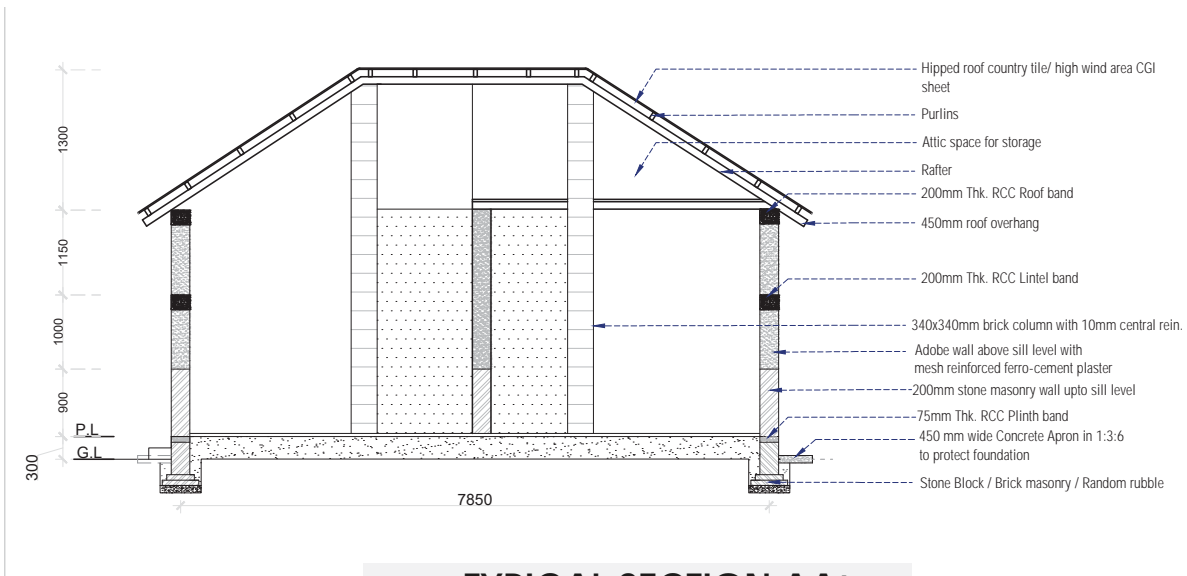 Hipped roof country tile/ high wind area CGI
sheet
Purlins
Attic space for storage
Rafter
200mm Thk. RCC Roof band
450mm roof overhang
200mm Thk. RCC Lintel band
340x340mm brick column with 10mm central rein.
Adobe wall above sill level with
mesh reinforced ferro-cement plaster
200mm stone masonry wall upto sill level
75mm Thk. RCC Plinth band
450 mm wide Concrete Apron in 1:3:6
to protect foundation
Stone Block / Brick masonry / Random rubble
1300
1150
1000
900
P.L
G.L
300
7850
TYPICAL SECTION AA'